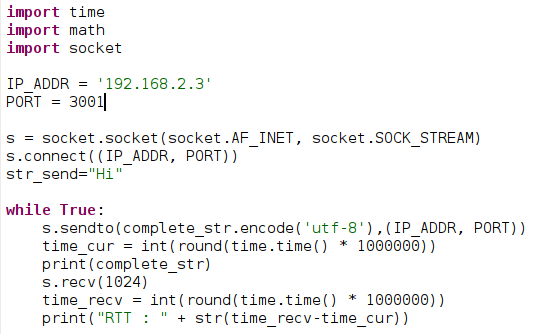 import time
import math
import socket
IP_ADDR = '192.168.2.3'
PORT = 3001
s = socket.socket(socket.AF_INET, socket.SOCK_STREAM)
s.connect((IP_ADDR, PORT))
str_send="Hi"
while True:
    s.sendto(complete_str.encode('utf-8'),(IP_ADDR, PORT))
    time_cur = int(round(time.time() * 1000000))
    print(complete_str)
    s.recv(1024)
    time_recv = int(round(time.time() * 1000000))
    print("RTT : " + str(time_recv-time_cur))